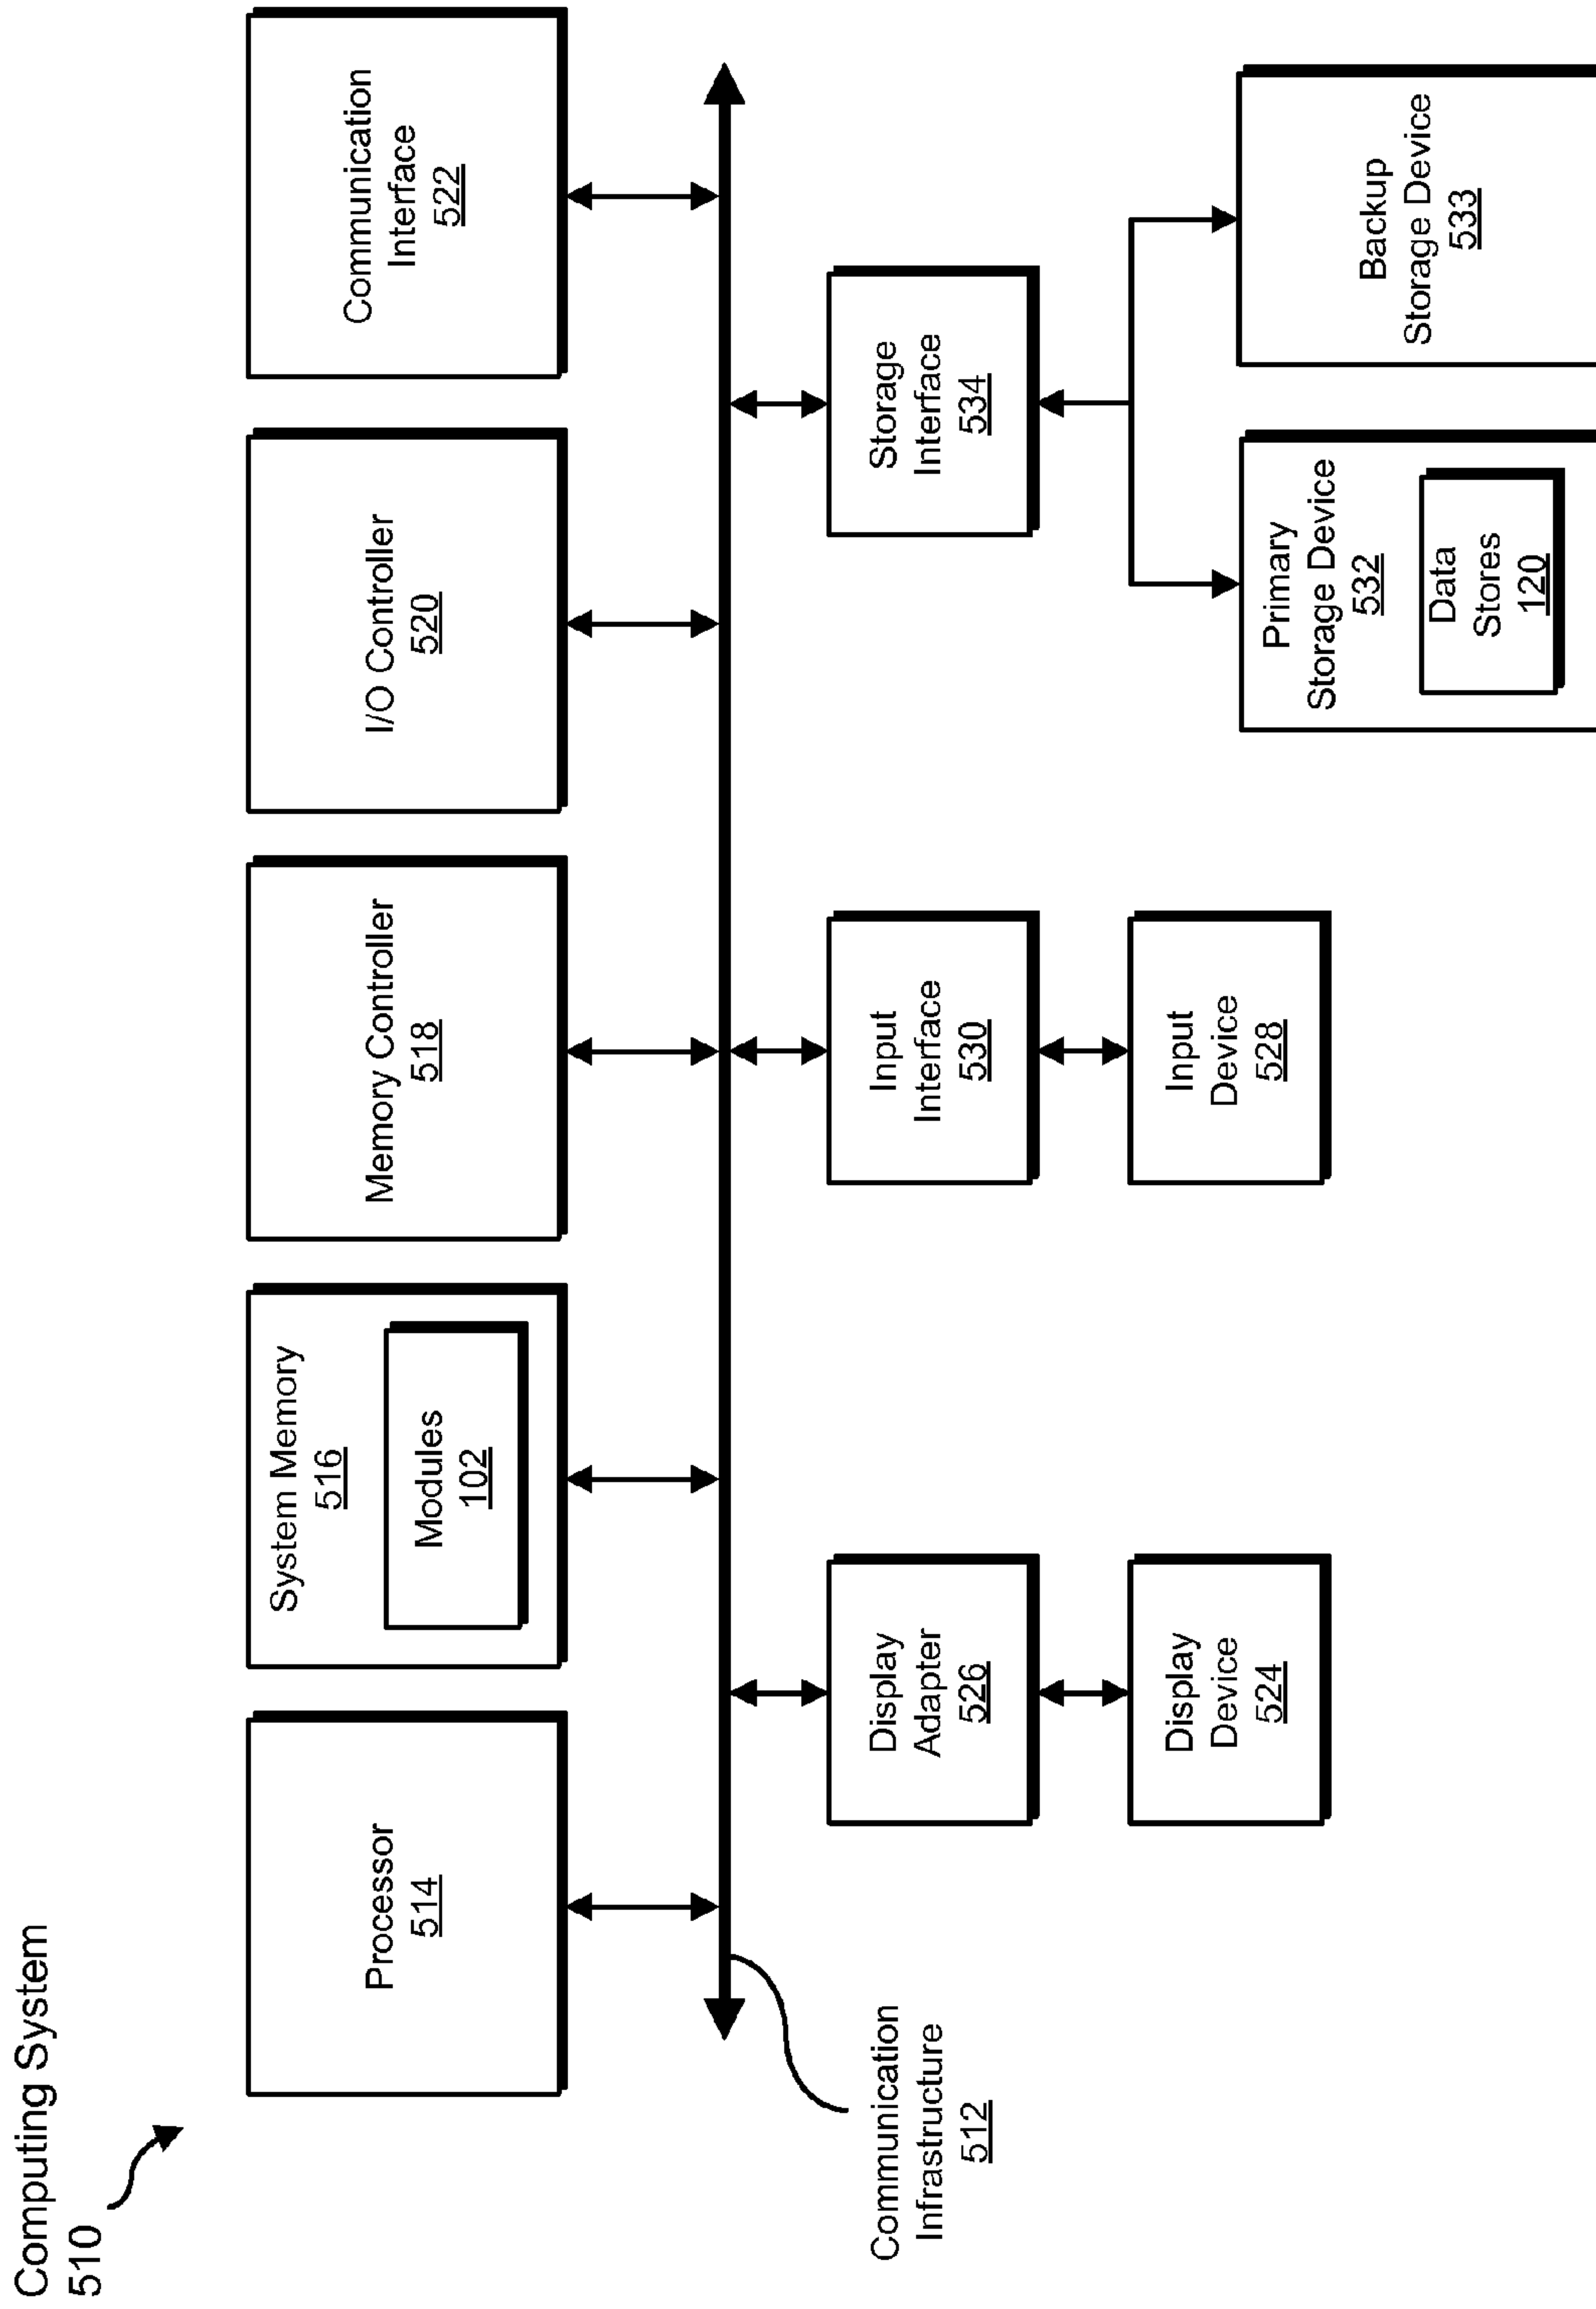 Computing System
510
Processor
514
System Memory
516
Modules
102
Memory Controller
518
I/O Controller
520
Communication
Interface
522
Communication
Infrastructure
512
Display
Adapter
526
Input
Interface
530
Storage
Interface
534
Display
Device
524
Input
Device
528
Primary
Storage Device
532
Data
Stores
120
Backup
Storage Device
533